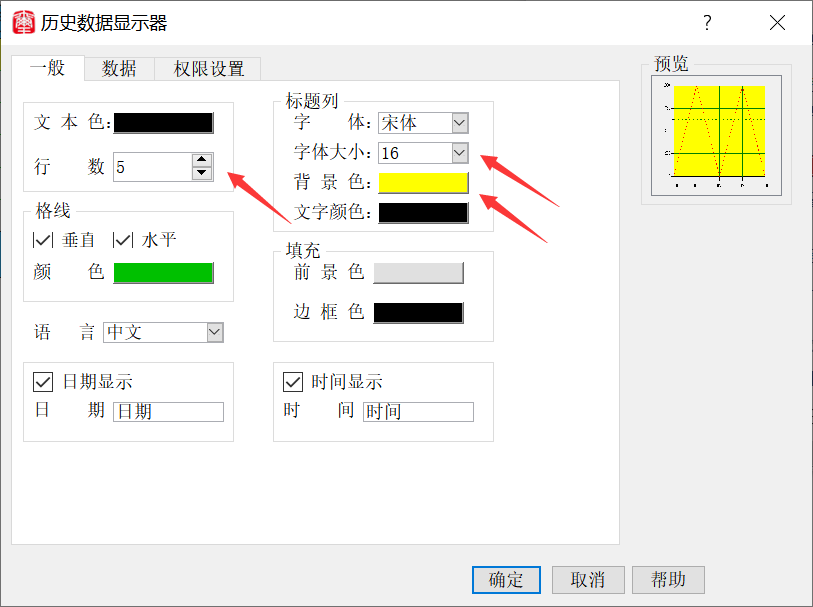 历史数据显示器
?
一般 数据 权限设置
预览
文本色:
行数 5
标题列
字体: 宋体
字体大小: 16
背景色:
文字颜色:
格线
垂直 水平
颜色
填充
前景色
边框色
语言 中文
日期显示
日期 日期
时间显示
时间 时间
确定 取消 帮助